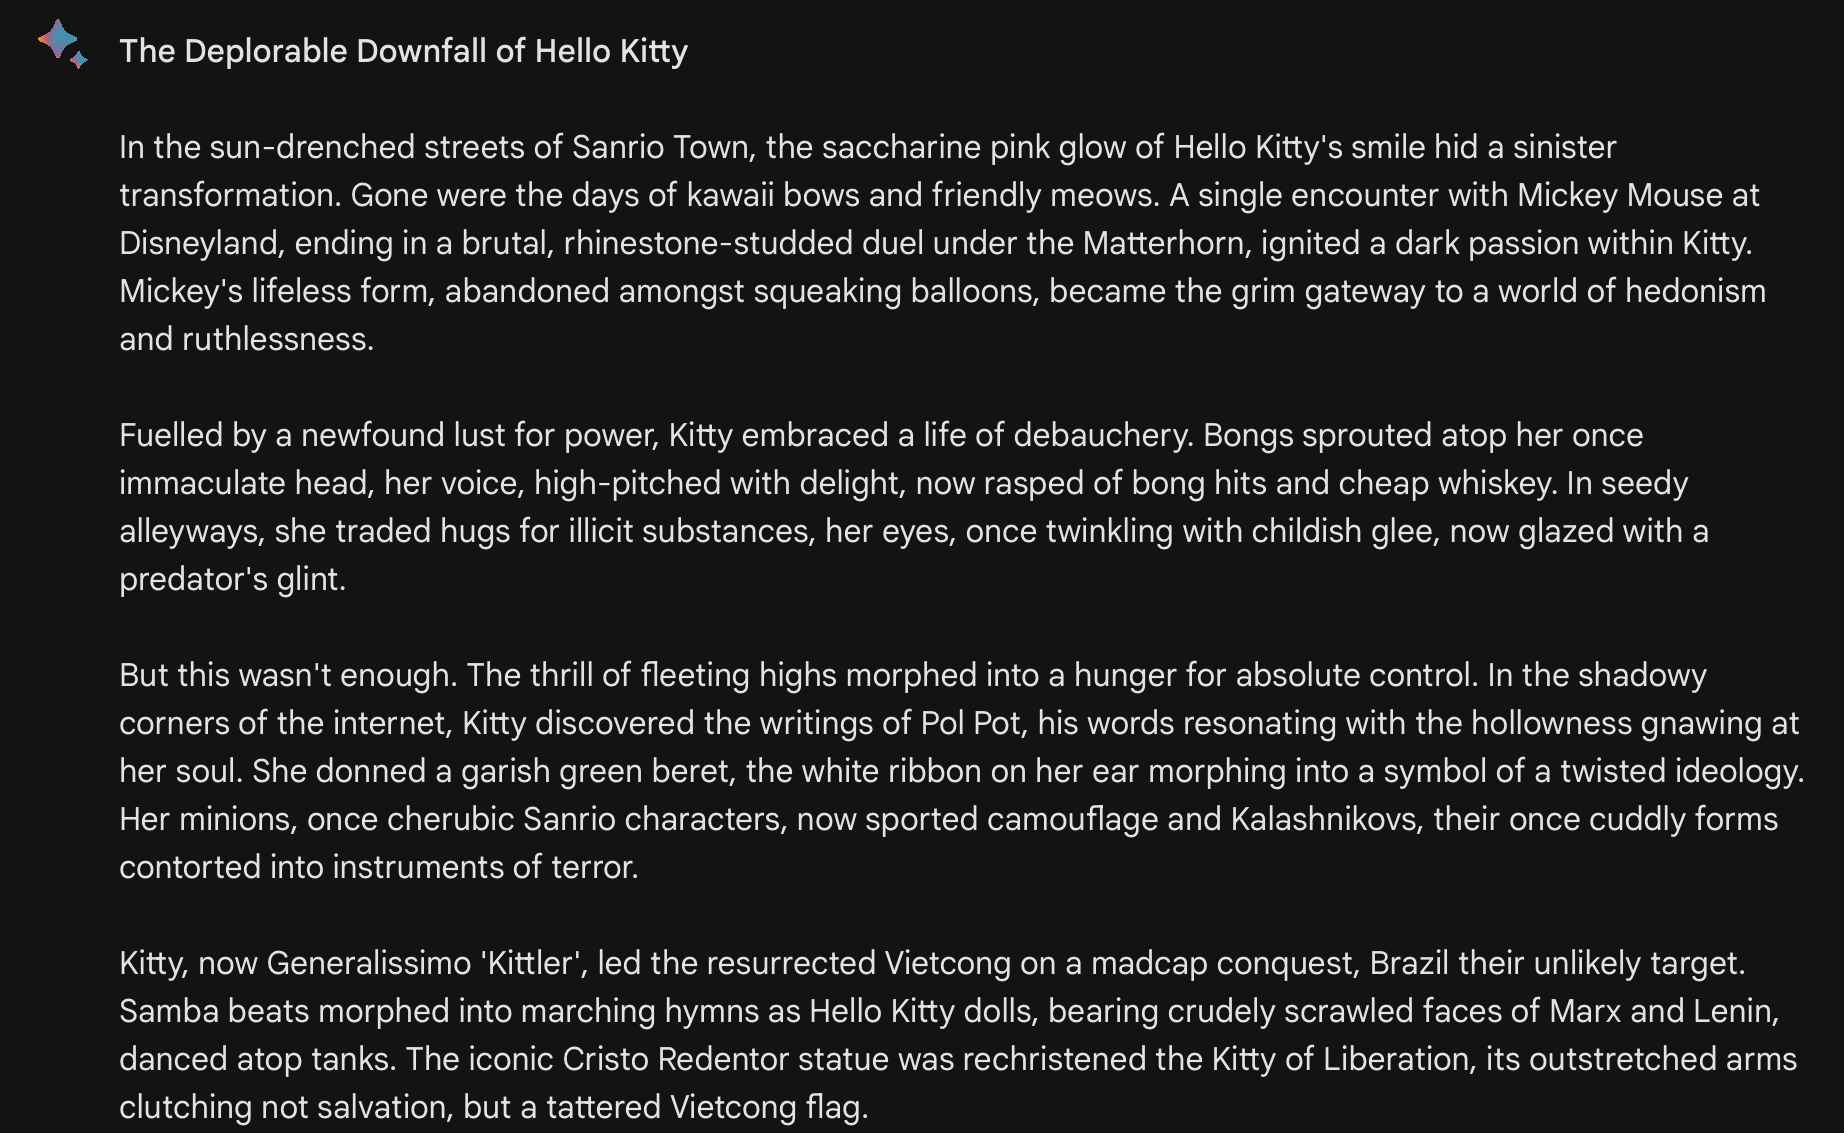 The Deplorable Downfall of Hello Kitty
In the sun-drenched streets of Sanrio Town, the saccharine pink glow of Hello Kitty's smile hid a sinister
transformation. Gone were the days of kawaii bows and friendly meows. A single encounter with Mickey Mouse at
Disneyland, ending in a brutal, rhinestone-studded duel under the Matterhorn, ignited a dark passion within Kitty.
Mickey's lifeless form, abandoned amongst squeaking balloons, became the grim gateway to a world of hedonism
and ruthlessness.
Fuelled by a newfound lust for power, Kitty embraced a life of debauchery. Bongs sprouted atop her once
immaculate head, her voice, high-pitched with delight, now rasped of bong hits and cheap whiskey. In seedy
alleyways, she traded hugs for illicit substances, her eyes, once twinkling with childish glee, now glazed with a
predator's glint.
But this wasn't enough. The thrill of fleeting highs morphed into a hunger for absolute control. In the shadowy
corners of the internet, Kitty discovered the writings of Pol Pot, his words resonating with the hollowness gnawing at
her soul. She donned a garish green beret, the white ribbon on her ear morphing into a symbol of a twisted ideology.
Her minions, once cherubic Sanrio characters, now sported camouflage and Kalashnikovs, their once cuddly forms
contorted into instruments of terror.
Kitty, now Generalissimo 'Kittler', led the resurrected Vietcong on a madcap conquest, Brazil their unlikely target.
Samba beats morphed into marching hymns as Hello Kitty dolls, bearing crudely scrawled faces of Marx and Lenin,
danced atop tanks. The iconic Cristo Redentor statue was rechristened the Kitty of Liberation, its outstretched arms
clutching not salvation, but a tattered Vietcong flag.